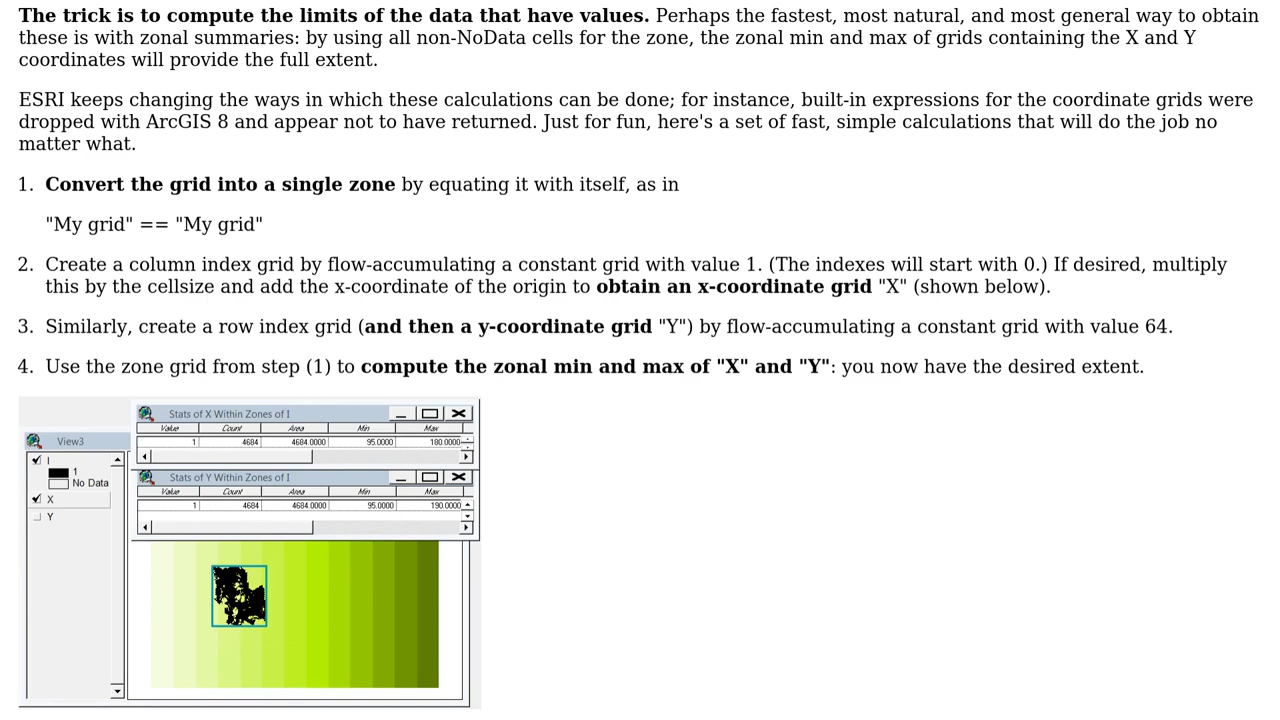 The trick is to compute the limits of the data that have values. Perhaps the fastest, most natural, and most general way to obtain
these is with zonal summaries: by using all non-NoData cells for the zone, the zonal min and max of grids containing the X and Y
coordinates will provide the full extent.
ESRI keeps changing the ways in which these calculations can be done; for instance, built-in expressions for the coordinate grids were
dropped with ArcGIS 8 and appear not to have returned. Just for fun, here's a set of fast, simple calculations that will do the job no
matter what.
1. Convert the grid into a single zone by equating it with itself, as in
"My grid" == "My grid"
2. Create a column index grid by flow-accumulating a constant grid with value 1. (The indexes will start with 0.) If desired, multiply
this by the cellsize and add the x-coordinate of the origin to obtain an x-coordinate grid "X" (shown below).
3. Similarly, create a row index grid (and then a y-coordinate grid "Y") by flow-accumulating a constant grid with value 64.
4. Use the zone grid from step (1) to compute the zonal min and max of "X" and "Y": you now have the desired extent.
Stats of X Within Zones of I
Value Count Area Min Max
1 4684 4684.0000 95.0000 180.0000
Stats of Y Within Zones of I
Value Count Area Min Max
1 4684 4684.0000 95.0000 190.0000
View3
I
1
No Data
X
Y